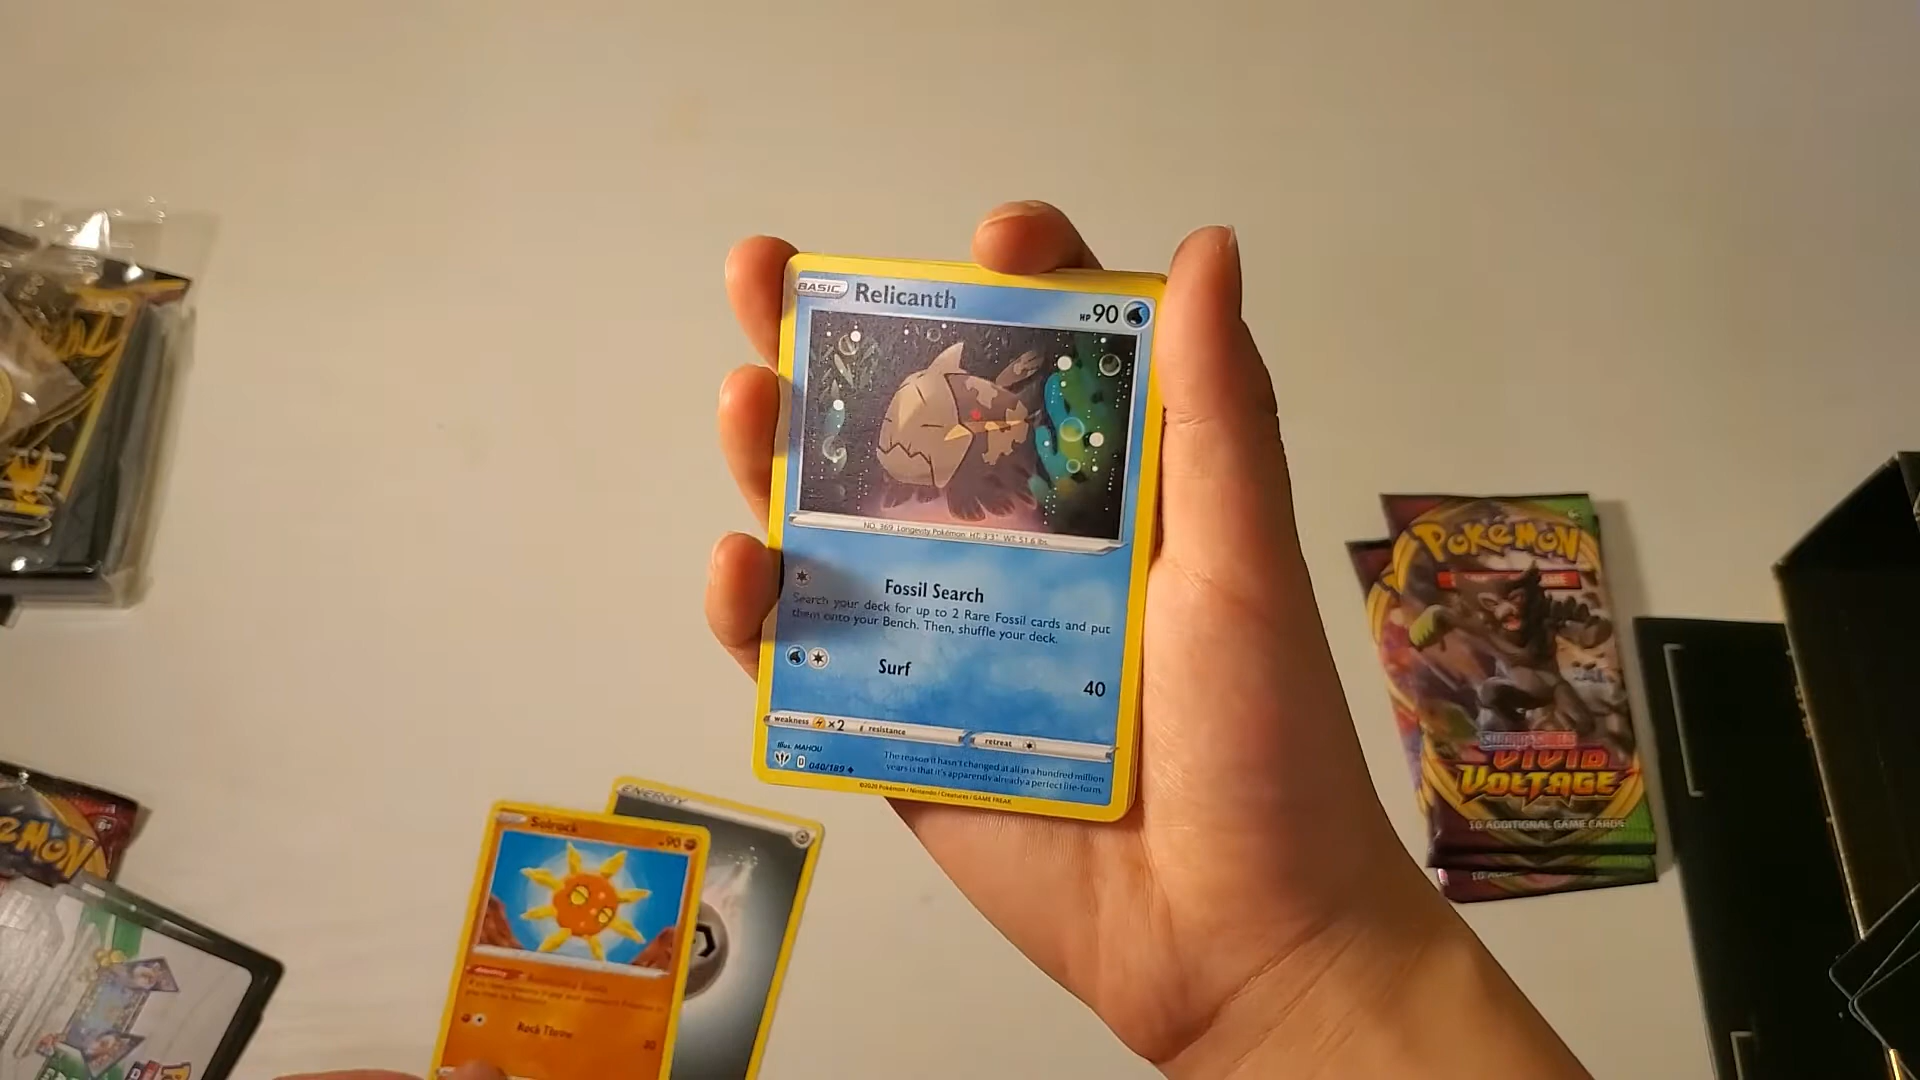 BASIC Relicanth HP 90
NO. 369 Longevity Pokémon HT: 3'3" WT: 51.6 lbs.
Fossil Search
Search your deck for up to 2 Rare Fossil cards and put
them onto your Bench. Then, shuffle your deck.
Surf
40
weakness ×2 resistance
retreat
Illus. MAHOU
D 040/189
The reason it hasn't changed at all in a hundred million
years is that it's apparently already a perfect life-form.
©2020 Pokémon / Nintendo / Creatures / GAME FREAK
ENERGY
Solrock 90
Rock Throw
POKÉMON
VIVID
VOLTAGE
10 ADDITIONAL GAME CARDS